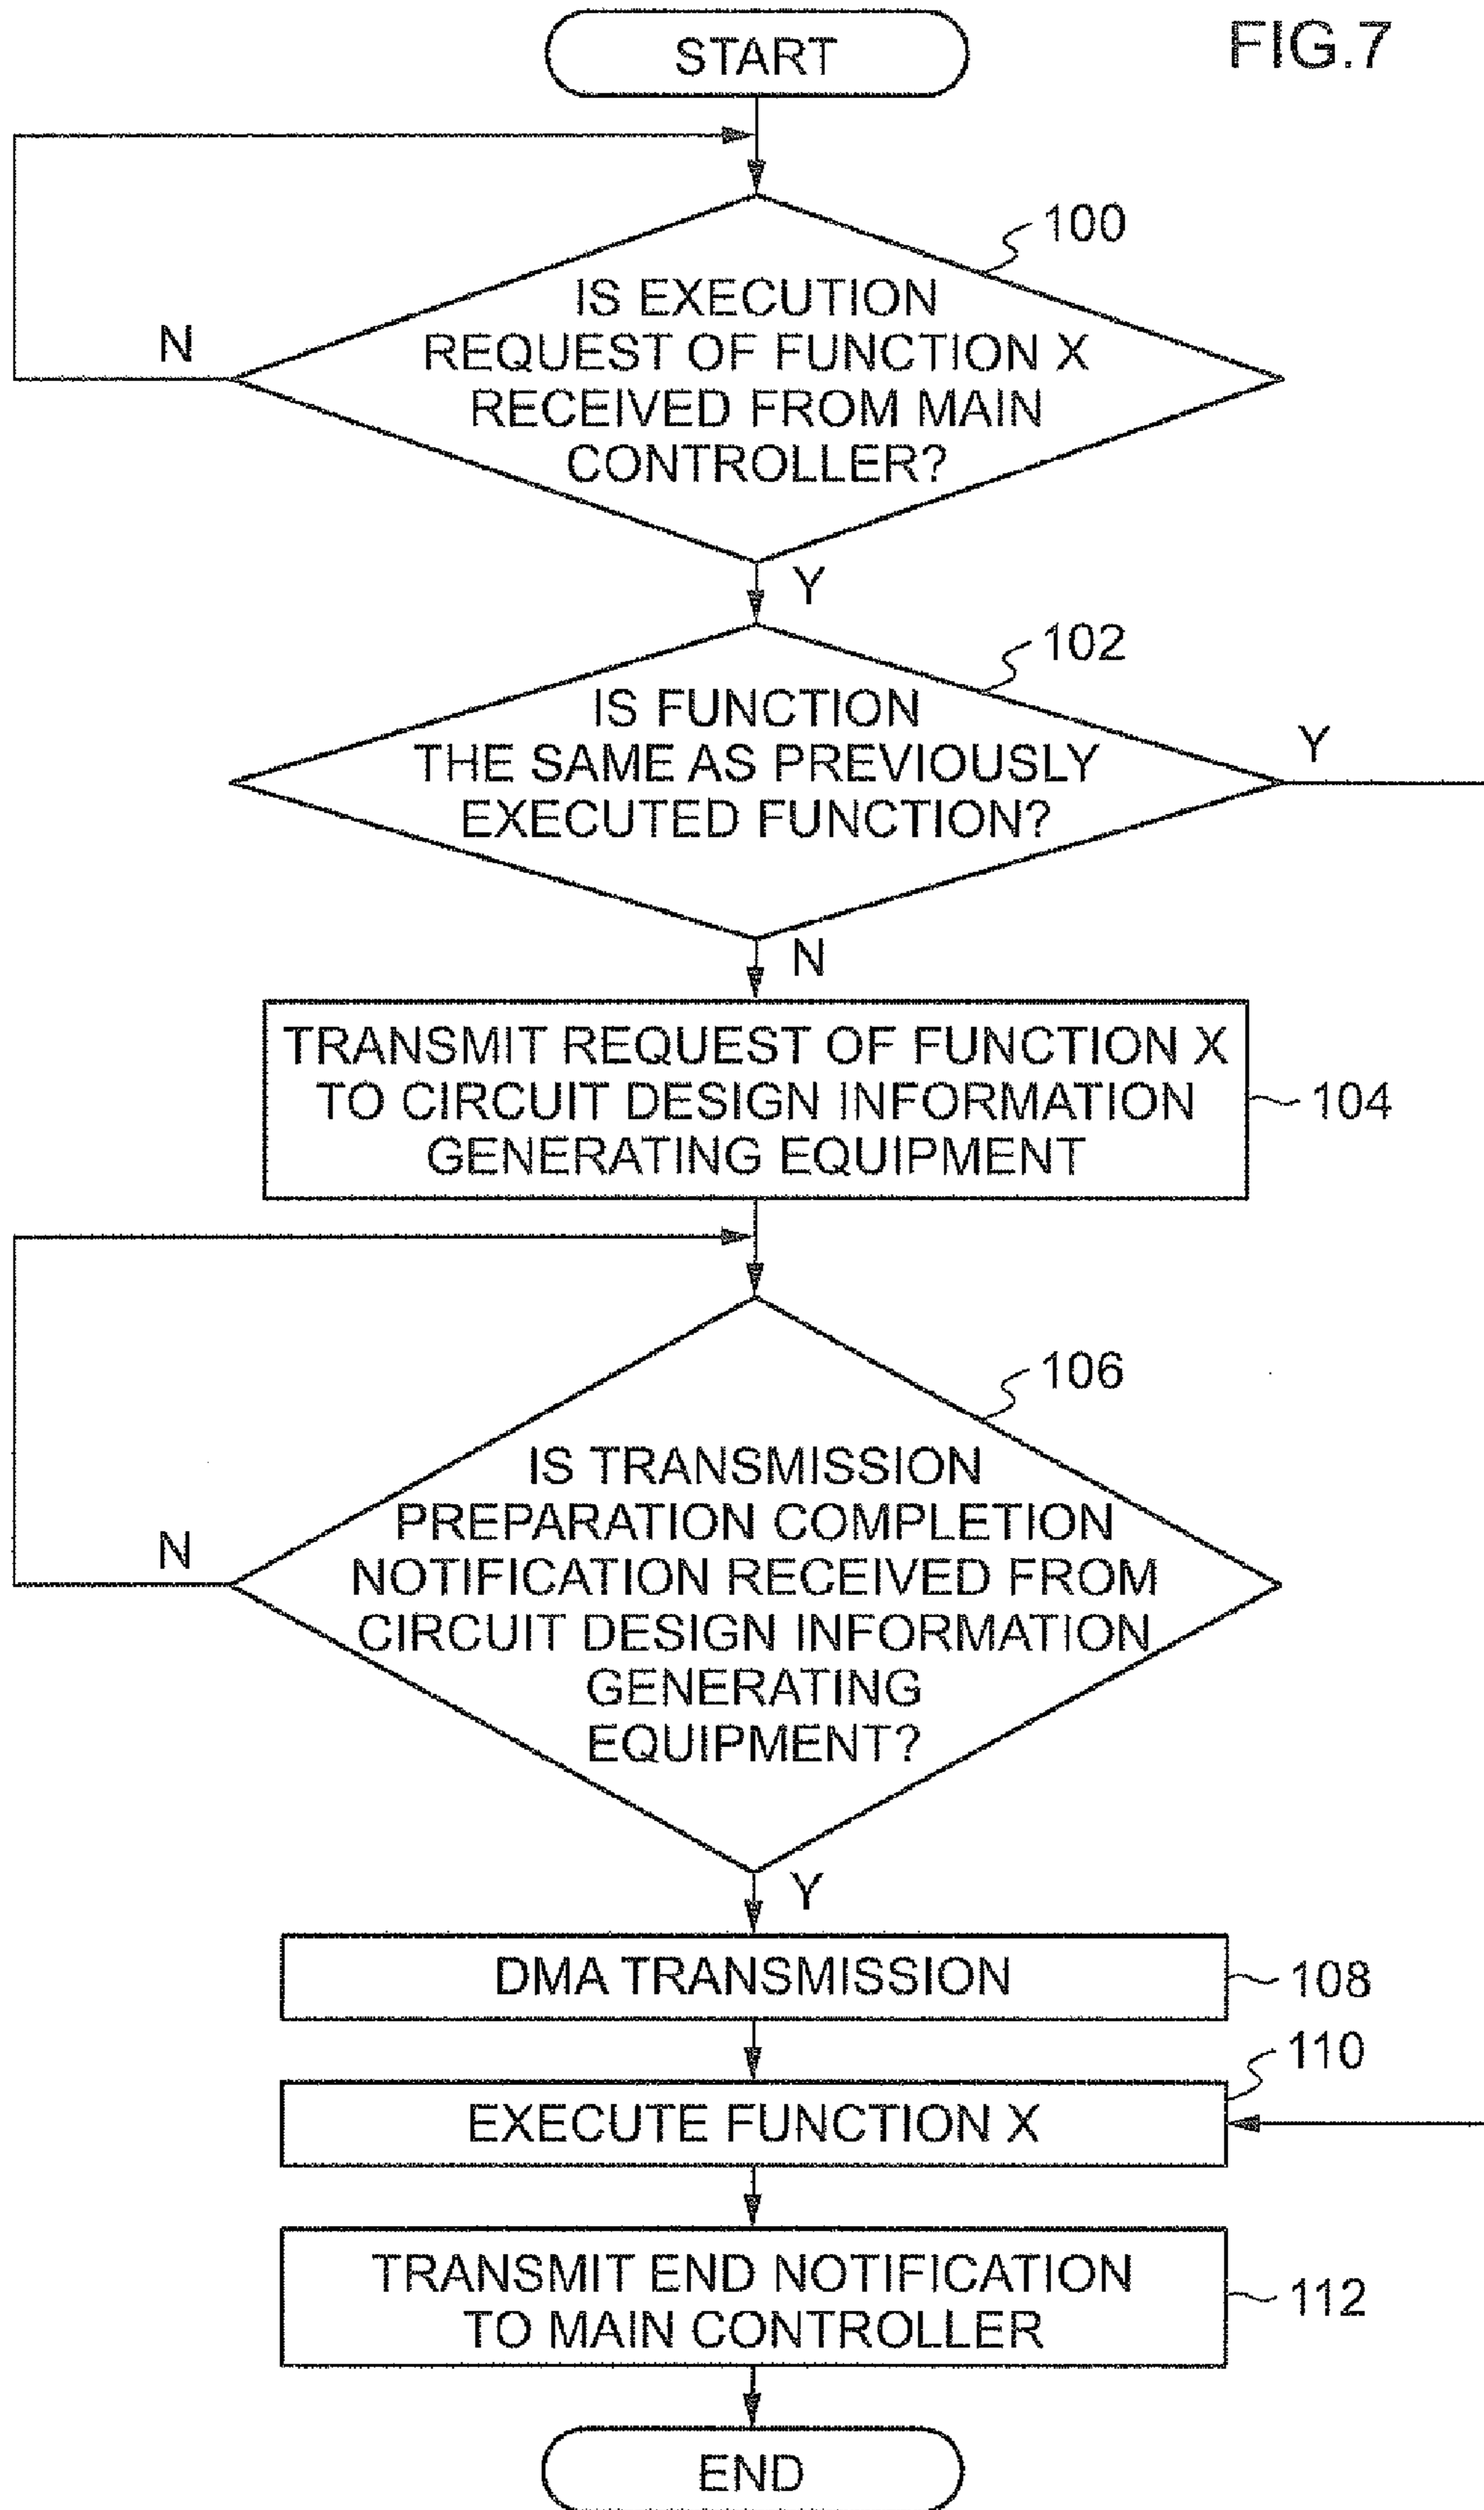 FIG.7
START
100
IS EXECUTION
REQUEST OF FUNCTION X
RECEIVED FROM MAIN
CONTROLLER?
N
Y
102
IS FUNCTION
THE SAME AS PREVIOUSLY
EXECUTED FUNCTION?
Y
N
TRANSMIT REQUEST OF FUNCTION X
TO CIRCUIT DESIGN INFORMATION
GENERATING EQUIPMENT
104
106
IS TRANSMISSION
PREPARATION COMPLETION
NOTIFICATION RECEIVED FROM
CIRCUIT DESIGN INFORMATION
GENERATING
EQUIPMENT?
N
Y
DMA TRANSMISSION
108
110
EXECUTE FUNCTION X
TRANSMIT END NOTIFICATION
TO MAIN CONTROLLER
112
END